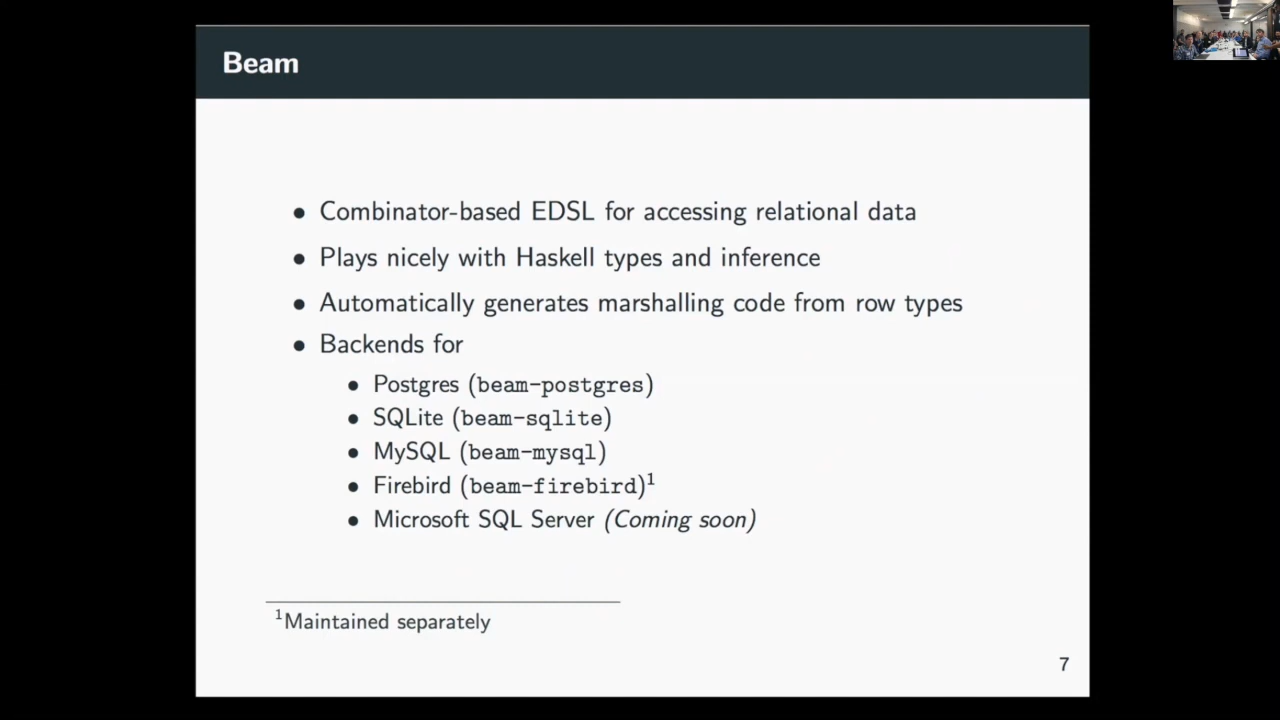 Beam
• Combinator-based EDSL for accessing relational data
• Plays nicely with Haskell types and inference
• Automatically generates marshalling code from row types
• Backends for
• Postgres (beam-postgres)
• SQLite (beam-sqlite)
• MySQL (beam-mysql)
• Firebird (beam-firebird)¹
• Microsoft SQL Server (Coming soon)
¹Maintained separately
7